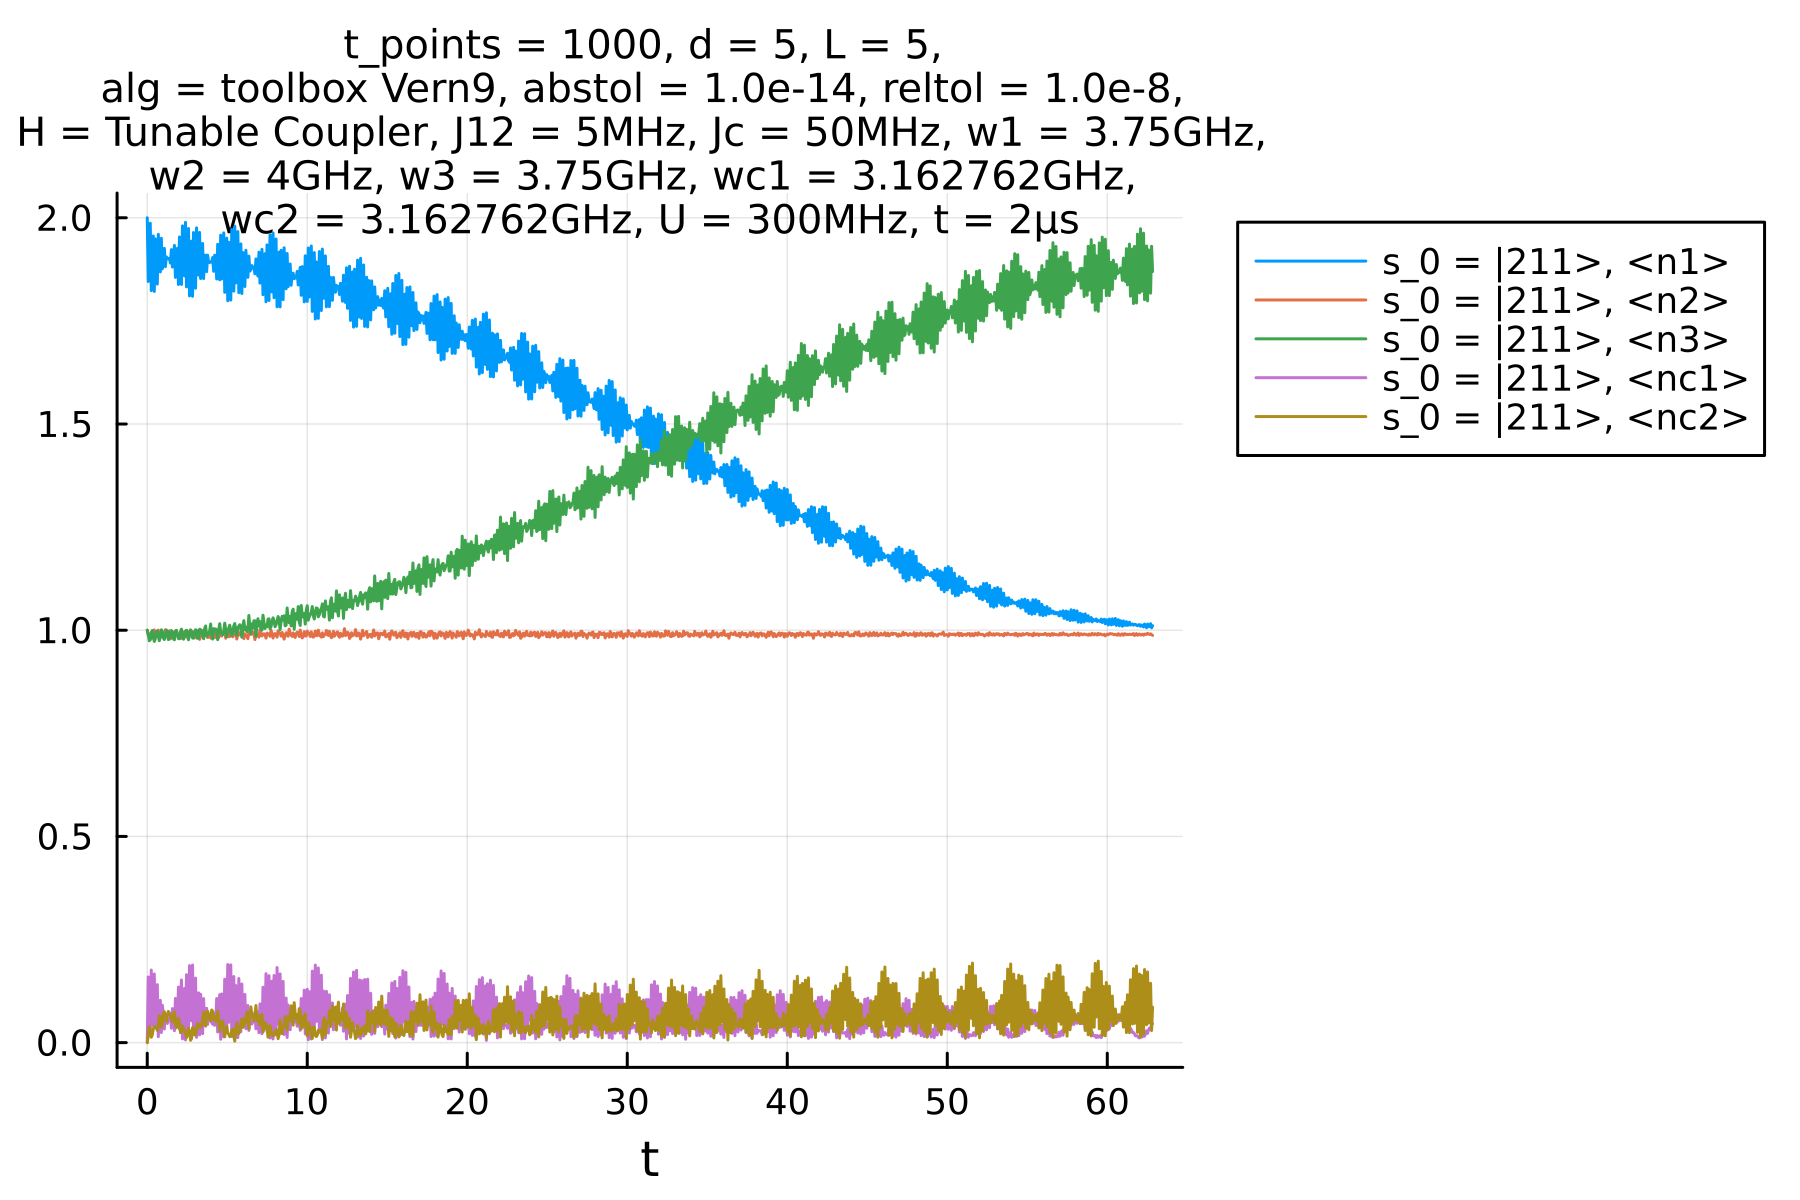 t_points = 1000, d = 5, L = 5,
alg = toolbox Vern9, abstol = 1.0e-14, reltol = 1.0e-8,
H = Tunable Coupler, J12 = 5MHz, Jc = 50MHz, w1 = 3.75GHz,
w2 = 4GHz, w3 = 3.75GHz, wc1 = 3.162762GHz,
wc2 = 3.162762GHz, U = 300MHz, t = 2μs
2.0
1.5
1.0
0.5
0.0
0 10 20 30 40 50 60
t
s_0 = |211>, <n1>
s_0 = |211>, <n2>
s_0 = |211>, <n3>
s_0 = |211>, <nc1>
s_0 = |211>, <nc2>